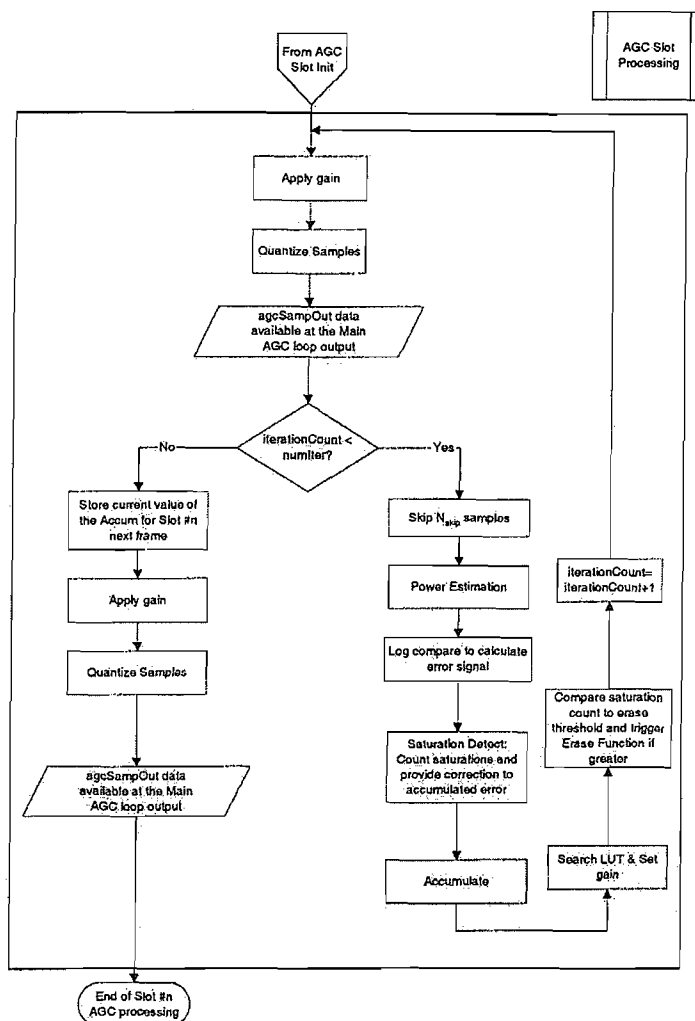 From AGC
Slot Init
AGC Slot
Processing
Apply gain
Quantize Samples
agcSampOut data
available at the Main
AGC loop output
iterationCount <
numIter?
No
Yes
Store current value of
the Accum for Slot #n
next frame
Apply gain
Quantize Samples
agcSampOut data
available at the Main
AGC loop output
End of Slot #n
AGC processing
Skip Nskip samples
Power Estimation
Log compare to calculate
error signal
Saturation Detect:
Count saturations and
provide correction to
accumulated error
Accumulate
Search LUT & Set
gain
Compare saturation
count to erase
threshold and trigger
Erase Function if
greater
iterationCount=
iterationCount+1